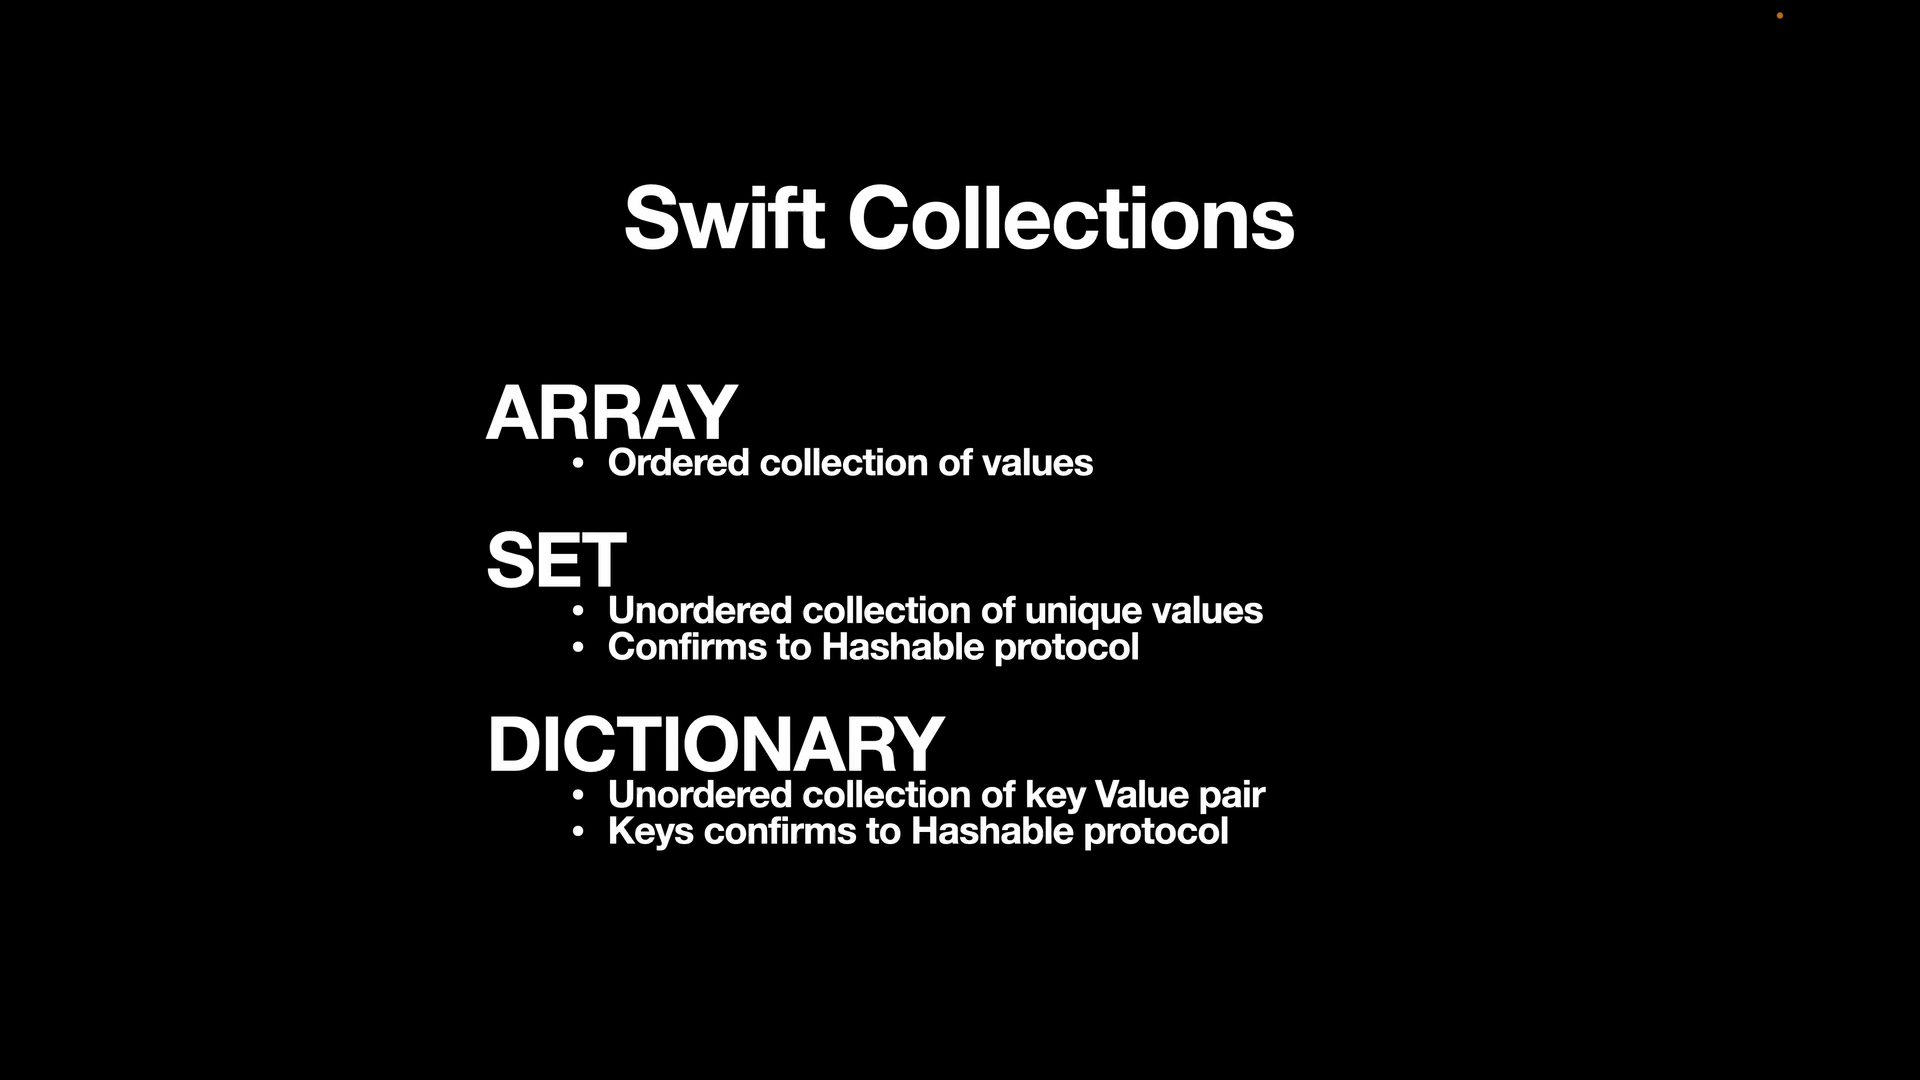 Swift Collections
ARRAY
• Ordered collection of values
SET
• Unordered collection of unique values
• Confirms to Hashable protocol
DICTIONARY
• Unordered collection of key Value pair
• Keys confirms to Hashable protocol